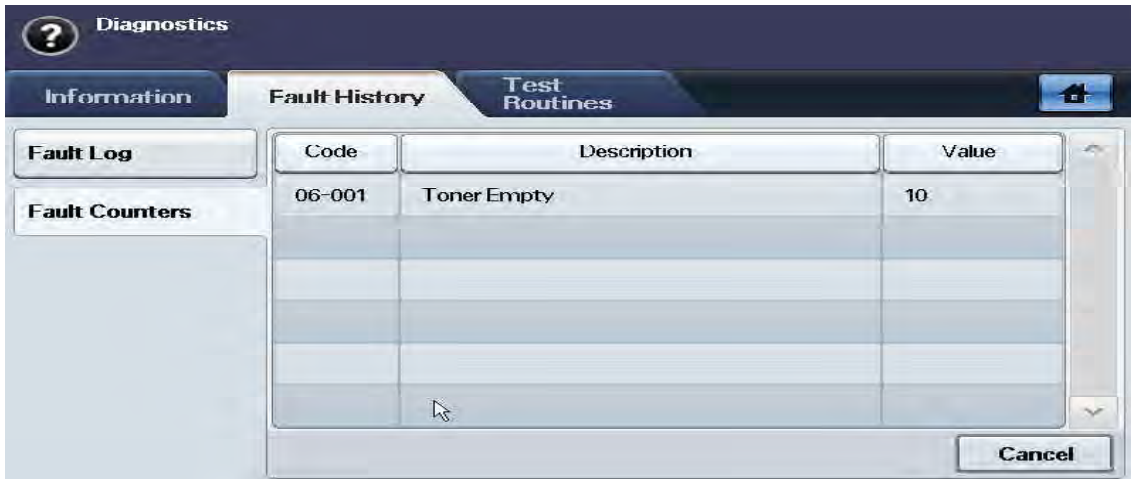 Diagnostics
Information
Fault History
Test
Routines
Fault Log
Fault Counters
Code Description Value
06-001 Toner Empty 10
Cancel